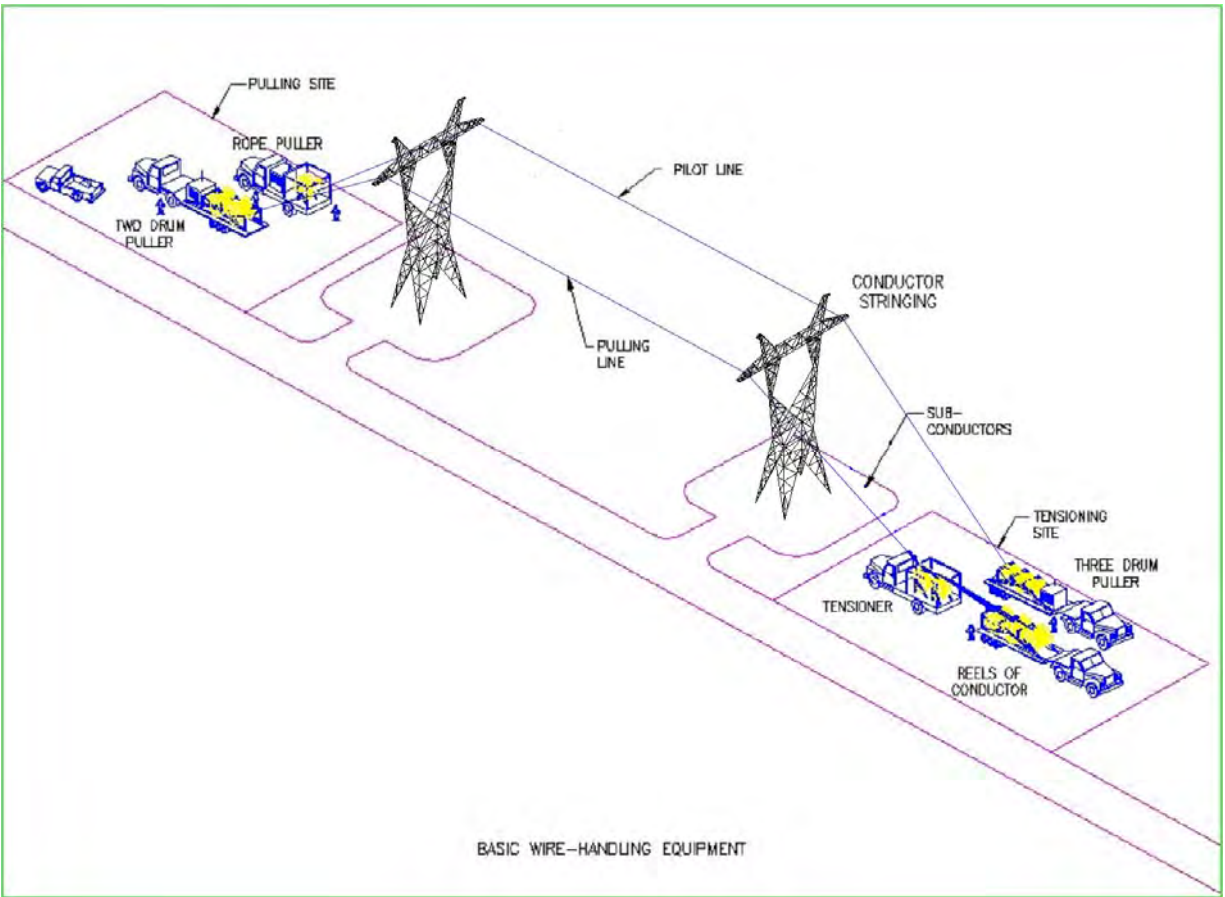 PULLING SITE
ROPE PULLER
TWO DRUM
PULLER
PILOT LINE
PULLING
LINE
CONDUCTOR
STRINGING
SUB-
CONDUCTORS
TENSIONING
SITE
THREE DRUM
PULLER
TENSIONER
REELS OF
CONDUCTOR
BASIC WIRE-HANDLING EQUIPMENT